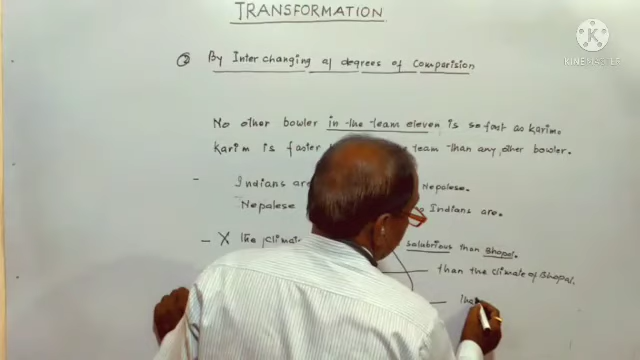 TRANSFORMATION
KINEMASTER
② By Interchanging of degrees of comparision
No other bowler in the team eleven is so fast as karim.
Karim is faster team than any other bowler.
- Indians are Nepalese.
Nepalese Indians are.
- X The climate salubrious than Bhopal.
than the climate of Bhopal.